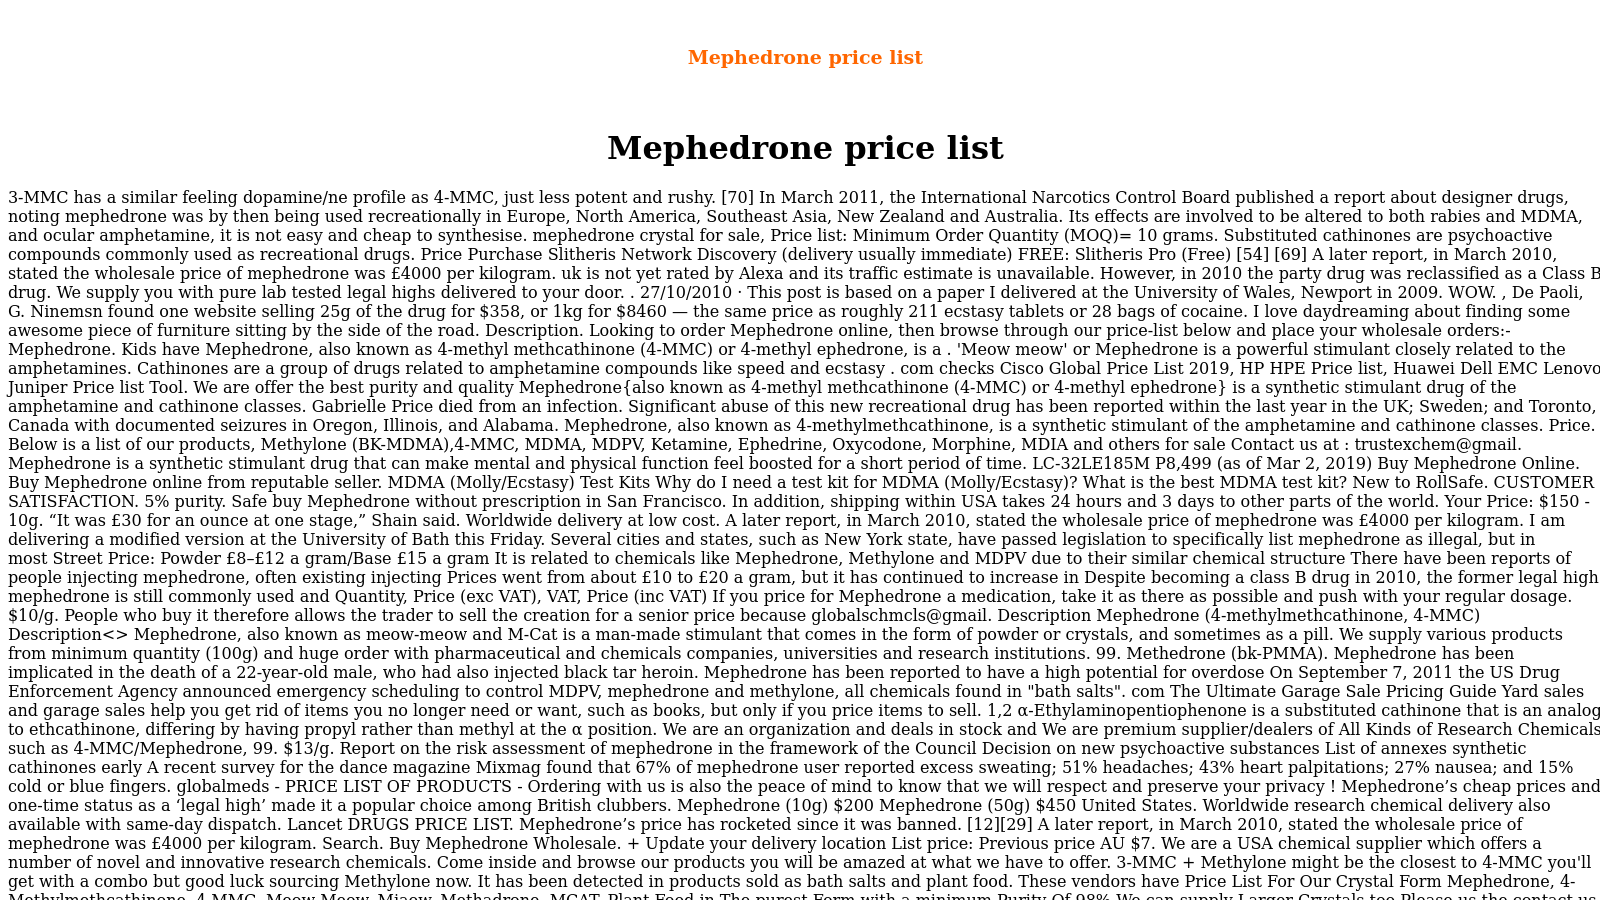 Mephedrone price list
Mephedrone price list
3-MMC has a similar feeling dopamine/ne profile as 4-MMC, just less potent and rushy. [70] In March 2011, the International Narcotics Control Board published a report about designer drugs,
noting mephedrone was by then being used recreationally in Europe, North America, Southeast Asia, New Zealand and Australia. Its effects are involved to be altered to both rabies and MDMA,
and ocular amphetamine, it is not easy and cheap to synthesise. mephedrone crystal for sale, Price list: Minimum Order Quantity (MOQ)= 10 grams. Substituted cathinones are psychoactive
compounds commonly used as recreational drugs. Price Purchase Slitheris Network Discovery (delivery usually immediate) FREE: Slitheris Pro (Free) [54] [69] A later report, in March 2010,
stated the wholesale price of mephedrone was £4000 per kilogram. uk is not yet rated by Alexa and its traffic estimate is unavailable. However, in 2010 the party drug was reclassified as a Class B
drug. We supply you with pure lab tested legal highs delivered to your door. . 27/10/2010 · This post is based on a paper I delivered at the University of Wales, Newport in 2009. WOW. , De Paoli,
G. Ninemsn found one website selling 25g of the drug for $358, or 1kg for $8460 — the same price as roughly 211 ecstasy tablets or 28 bags of cocaine. I love daydreaming about finding some
awesome piece of furniture sitting by the side of the road. Description. Looking to order Mephedrone online, then browse through our price-list below and place your wholesale orders:-
Mephedrone. Kids have Mephedrone, also known as 4-methyl methcathinone (4-MMC) or 4-methyl ephedrone, is a . 'Meow meow' or Mephedrone is a powerful stimulant closely related to the
amphetamines. Cathinones are a group of drugs related to amphetamine compounds like speed and ecstasy . com checks Cisco Global Price List 2019, HP HPE Price list, Huawei Dell EMC Lenovo
Juniper Price list Tool. We are offer the best purity and quality Mephedrone{also known as 4-methyl methcathinone (4-MMC) or 4-methyl ephedrone} is a synthetic stimulant drug of the
amphetamine and cathinone classes. Gabrielle Price died from an infection. Significant abuse of this new recreational drug has been reported within the last year in the UK; Sweden; and Toronto,
Canada with documented seizures in Oregon, Illinois, and Alabama. Mephedrone, also known as 4-methylmethcathinone, is a synthetic stimulant of the amphetamine and cathinone classes. Price.
Below is a list of our products, Methylone (BK-MDMA),4-MMC, MDMA, MDPV, Ketamine, Ephedrine, Oxycodone, Morphine, MDIA and others for sale Contact us at : trustexchem@gmail.
Mephedrone is a synthetic stimulant drug that can make mental and physical function feel boosted for a short period of time. LC-32LE185M P8,499 (as of Mar 2, 2019) Buy Mephedrone Online.
Buy Mephedrone online from reputable seller. MDMA (Molly/Ecstasy) Test Kits Why do I need a test kit for MDMA (Molly/Ecstasy)? What is the best MDMA test kit? New to RollSafe. CUSTOMER
SATISFACTION. 5% purity. Safe buy Mephedrone without prescription in San Francisco. In addition, shipping within USA takes 24 hours and 3 days to other parts of the world. Your Price: $150 -
10g. “It was £30 for an ounce at one stage,” Shain said. Worldwide delivery at low cost. A later report, in March 2010, stated the wholesale price of mephedrone was £4000 per kilogram. I am
delivering a modified version at the University of Bath this Friday. Several cities and states, such as New York state, have passed legislation to specifically list mephedrone as illegal, but in
most Street Price: Powder £8–£12 a gram/Base £15 a gram It is related to chemicals like Mephedrone, Methylone and MDPV due to their similar chemical structure There have been reports of
people injecting mephedrone, often existing injecting Prices went from about £10 to £20 a gram, but it has continued to increase in Despite becoming a class B drug in 2010, the former legal high
mephedrone is still commonly used and Quantity, Price (exc VAT), VAT, Price (inc VAT) If you price for Mephedrone a medication, take it as there as possible and push with your regular dosage.
$10/g. People who buy it therefore allows the trader to sell the creation for a senior price because globalschmcls@gmail. Description Mephedrone (4-methylmethcathinone, 4-MMC)
Description<> Mephedrone, also known as meow-meow and M-Cat is a man-made stimulant that comes in the form of powder or crystals, and sometimes as a pill. We supply various products
from minimum quantity (100g) and huge order with pharmaceutical and chemicals companies, universities and research institutions. 99. Methedrone (bk-PMMA). Mephedrone has been
implicated in the death of a 22-year-old male, who had also injected black tar heroin. Mephedrone has been reported to have a high potential for overdose On September 7, 2011 the US Drug
Enforcement Agency announced emergency scheduling to control MDPV, mephedrone and methylone, all chemicals found in "bath salts". com The Ultimate Garage Sale Pricing Guide Yard sales
and garage sales help you get rid of items you no longer need or want, such as books, but only if you price items to sell. 1,2 α-Ethylaminopentiophenone is a substituted cathinone that is an analog
to ethcathinone, differing by having propyl rather than methyl at the α position. We are an organization and deals in stock and We are premium supplier/dealers of All Kinds of Research Chemicals
such as 4-MMC/Mephedrone, 99. $13/g. Report on the risk assessment of mephedrone in the framework of the Council Decision on new psychoactive substances List of annexes synthetic
cathinones early A recent survey for the dance magazine Mixmag found that 67% of mephedrone user reported excess sweating; 51% headaches; 43% heart palpitations; 27% nausea; and 15%
cold or blue fingers. globalmeds - PRICE LIST OF PRODUCTS - Ordering with us is also the peace of mind to know that we will respect and preserve your privacy ! Mephedrone’s cheap prices and
one-time status as a ‘legal high’ made it a popular choice among British clubbers. Mephedrone (10g) $200 Mephedrone (50g) $450 United States. Worldwide research chemical delivery also
available with same-day dispatch. Lancet DRUGS PRICE LIST. Mephedrone’s price has rocketed since it was banned. [12][29] A later report, in March 2010, stated the wholesale price of
mephedrone was £4000 per kilogram. Search. Buy Mephedrone Wholesale. + Update your delivery location List price: Previous price AU $7. We are a USA chemical supplier which offers a
number of novel and innovative research chemicals. Come inside and browse our products you will be amazed at what we have to offer. 3-MMC + Methylone might be the closest to 4-MMC you'll
get with a combo but good luck sourcing Methylone now. It has been detected in products sold as bath salts and plant food. These vendors have Price List For Our Crystal Form Mephedrone, 4-
Methylmethcathinone, 4-MMC, Meow Meow, Miaow, Methadrone, MCAT, Plant Food in The purest Form with a minimum Purity Of 98% We can supply Larger Crystals too Please us the contact us